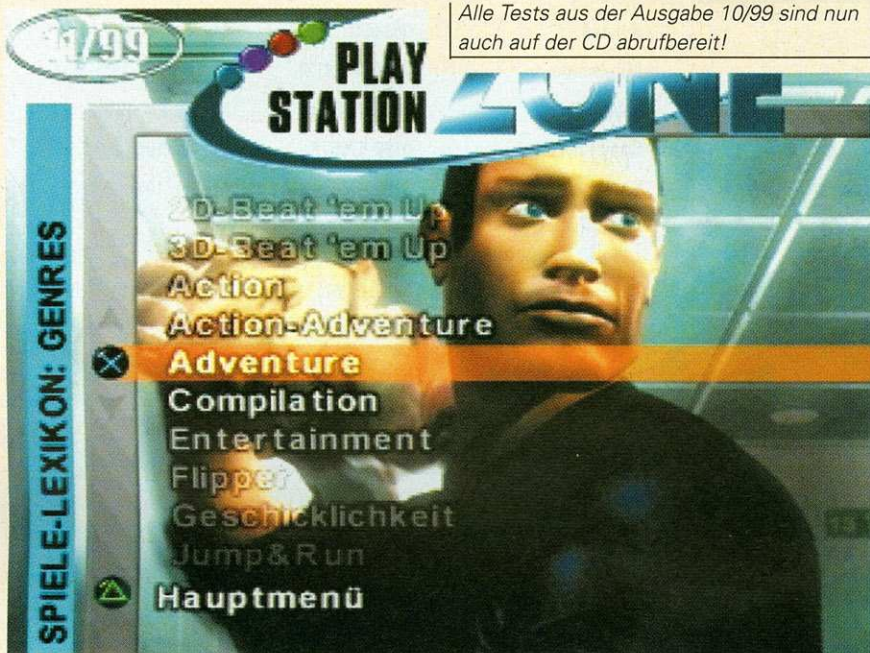 Alle Tests aus der Ausgabe 10/99 sind nun
auch auf der CD abrufbereit!
11/99
PLAY
STATION
ZONE
SPIELE-LEXIKON: GENRES
2D-Beat 'em Up
3D-Beat 'em Up
Action
Action-Adventure
Adventure
Compilation
Entertainment
Flipper
Geschicklichkeit
Jump&Run
Hauptmenü